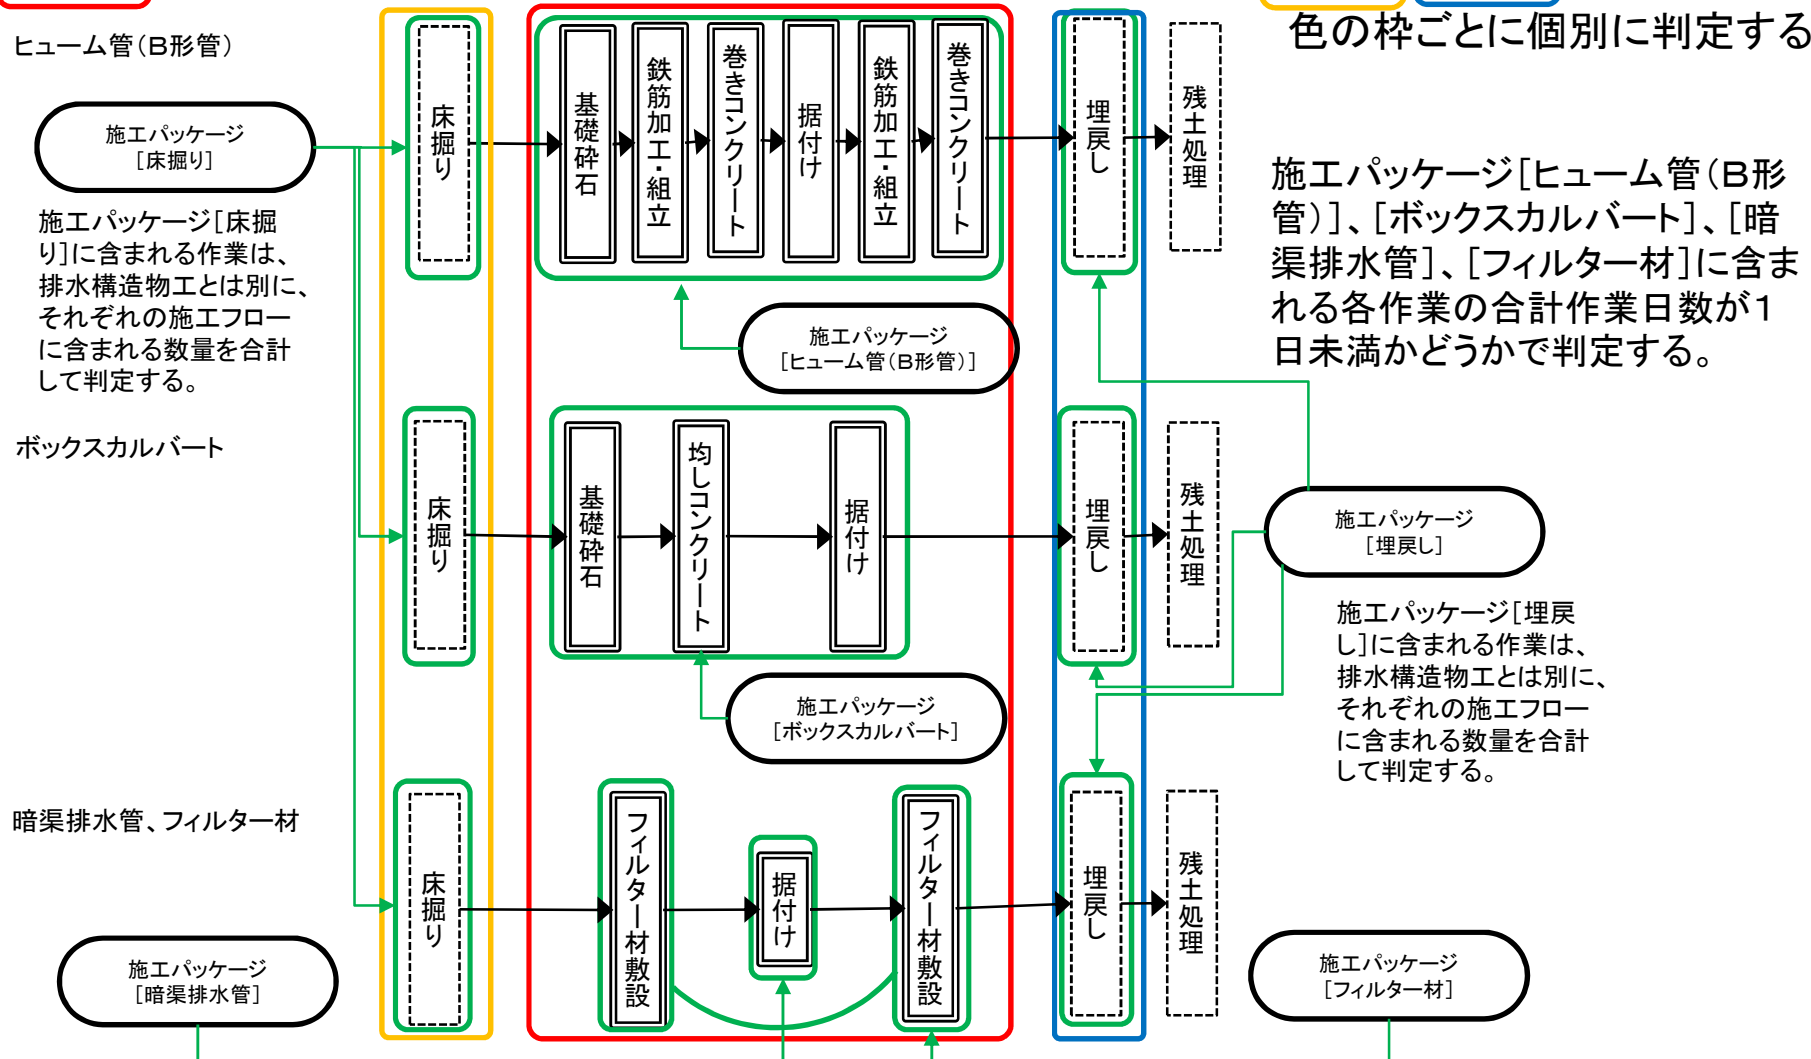 色の枠ごとに個別に判定する
ヒューム管(B形管)
施工パッケージ
[床掘り]
床掘り
基礎砕石
鉄筋加工・組立
巻きコンクリート
据付け
鉄筋加工・組立
巻きコンクリート
埋戻し
残土処理
施工パッケージ[床掘
り]に含まれる作業は、
排水構造物工とは別に、
それぞれの施工フロー
に含まれる数量を合計
して判定する。
施工パッケージ
[ヒューム管(B形管)]
施工パッケージ[ヒューム管(B形
管)]、[ボックスカルバート]、[暗
渠排水管]、[フィルター材]に含ま
れる各作業の合計作業日数が1
日未満かどうかで判定する。
ボックスカルバート
床掘り
基礎砕石
均しコンクリート
据付け
埋戻し
残土処理
施工パッケージ
[ボックスカルバート]
施工パッケージ
[埋戻し]
施工パッケージ[埋戻
し]に含まれる作業は、
排水構造物工とは別に、
それぞれの施工フロー
に含まれる数量を合計
して判定する。
暗渠排水管、フィルター材
床掘り
フィルター材敷設
据付け
フィルター材敷設
埋戻し
残土処理
施工パッケージ
[暗渠排水管]
施工パッケージ
[フィルター材]